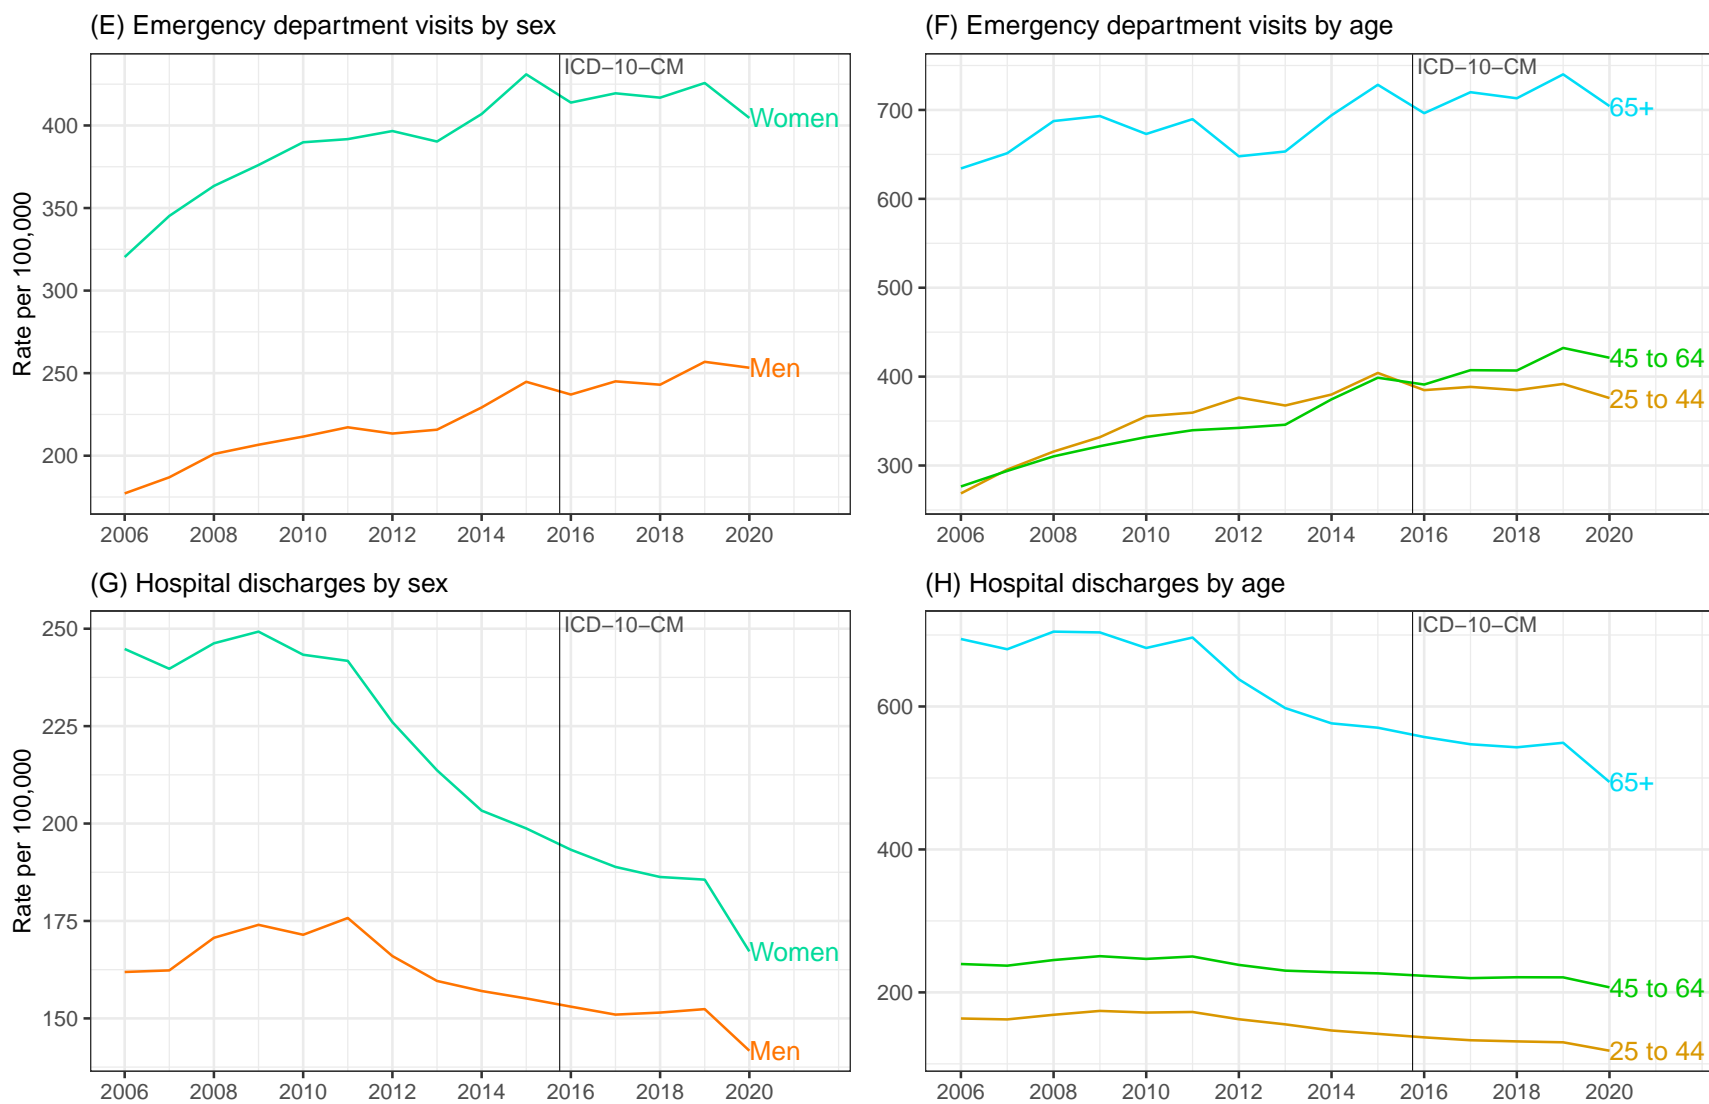 (E) Emergency department visits by sex
Rate per 100,000
400
350
300
250
200
ICD−10−CM
Women
Men
2006 2008 2010 2012 2014 2016 2018 2020
(F) Emergency department visits by age
700
600
500
400
300
ICD−10−CM
65+
45 to 64
25 to 44
2006 2008 2010 2012 2014 2016 2018 2020
(G) Hospital discharges by sex
Rate per 100,000
250
225
200
175
150
ICD−10−CM
Women
Men
2006 2008 2010 2012 2014 2016 2018 2020
(H) Hospital discharges by age
600
400
200
ICD−10−CM
65+
45 to 64
25 to 44
2006 2008 2010 2012 2014 2016 2018 2020